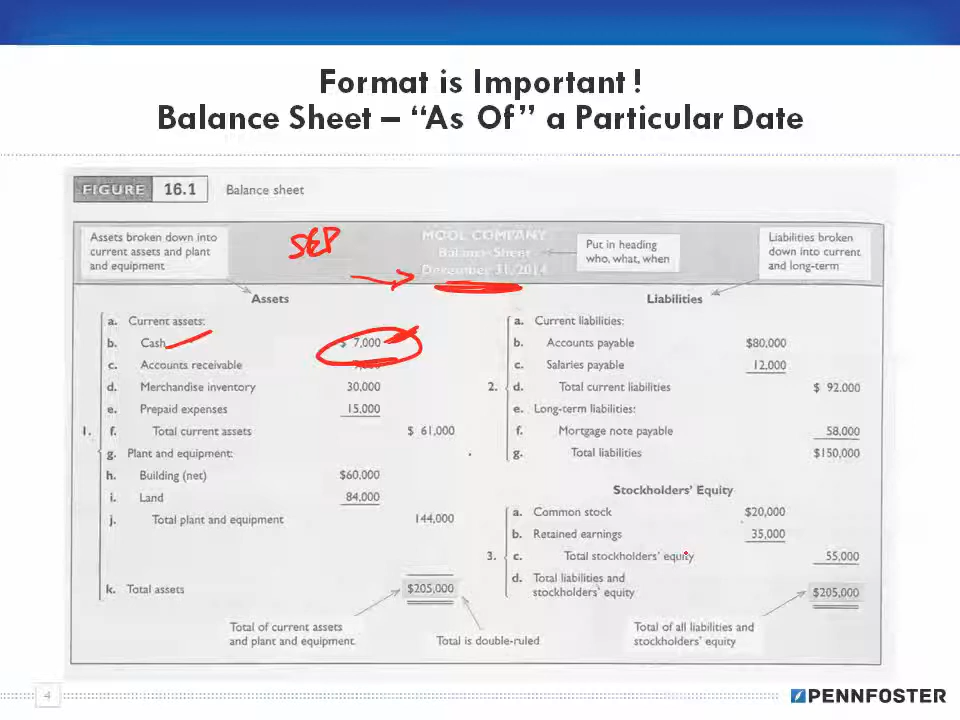 Format is Important !
Balance Sheet – “As Of” a Particular Date
FIGURE 16.1 Balance sheet
Assets broken down into
current assets and plant
and equipment
SEP
MOOL COMPANY
Balance Sheet
December 31, 2014
Put in heading
who, what, when
Liabilities broken
down into current
and long-term
Assets
a. Current assets:
b. Cash $ 7,000
c. Accounts receivable
d. Merchandise inventory 30,000
e. Prepaid expenses 15,000
1. f. Total current assets $ 61,000
g. Plant and equipment:
h. Building (net) $60,000
i. Land 84,000
j. Total plant and equipment 144,000
k. Total assets $205,000
Total of current assets
and plant and equipment
Total is double-ruled
Liabilities
a. Current liabilities:
b. Accounts payable $80,000
c. Salaries payable 12,000
2. d. Total current liabilities $ 92,000
e. Long-term liabilities:
f. Mortgage note payable 58,000
g. Total liabilities $150,000
Stockholders’ Equity
a. Common stock $20,000
b. Retained earnings 35,000
3. c. Total stockholders’ equity 55,000
d. Total liabilities and
stockholders’ equity $205,000
Total of all liabilities and
stockholders’ equity
4
PENNFOSTER